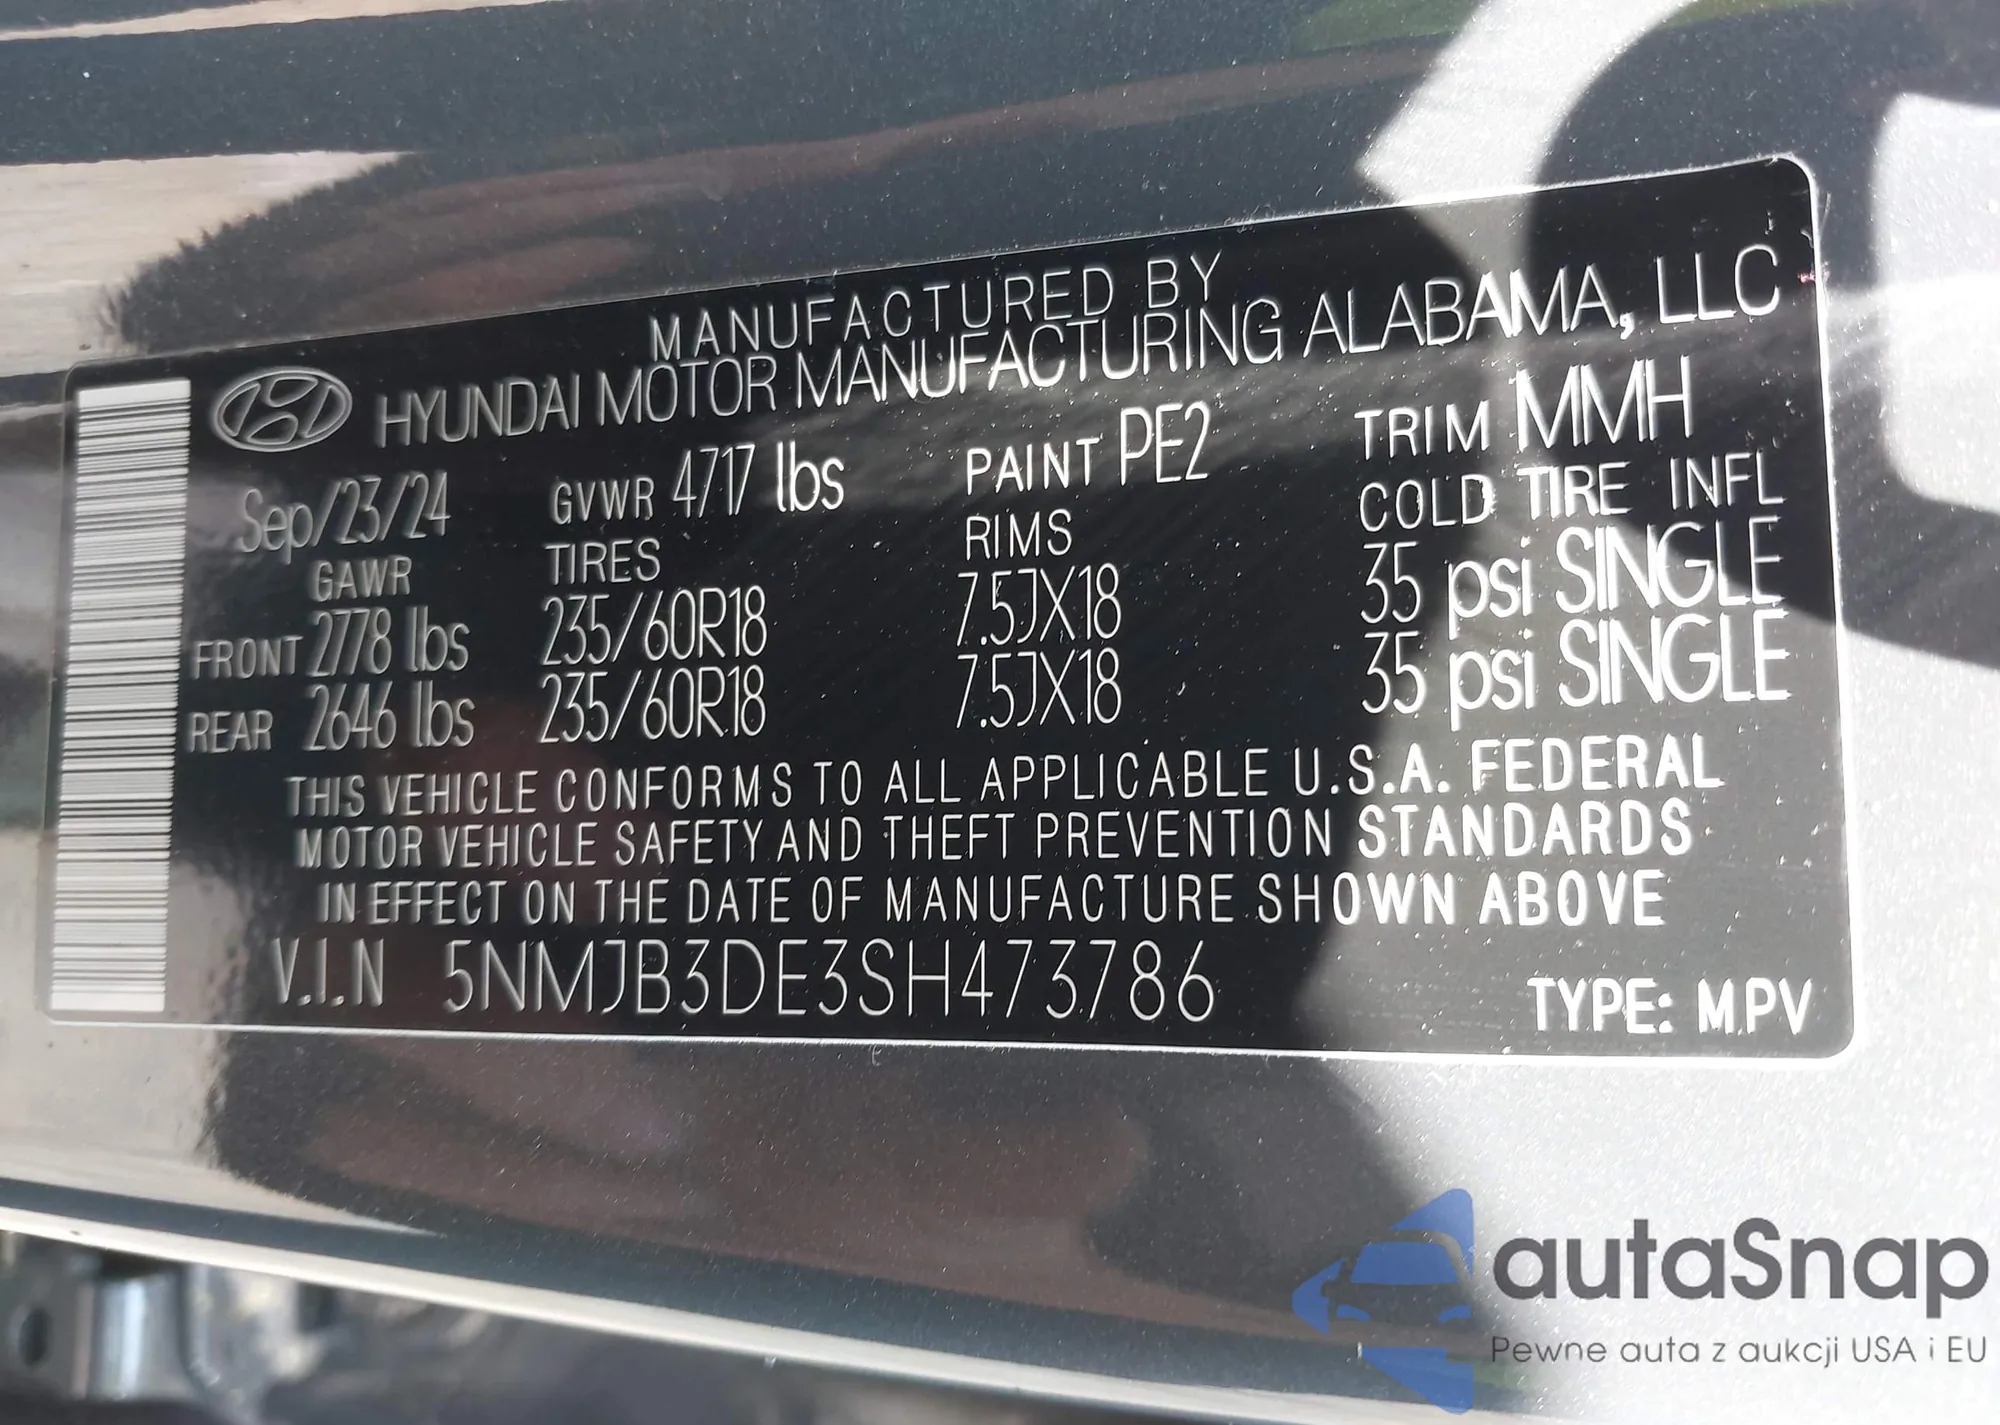 MANUFACTURED BY
HYUNDAI MOTOR MANUFACTURING ALABAMA, LLC
Sep/23/24 GVWR 4717 lbs PAINT PE2 TRIM MMH
GAWR TIRES RIMS COLD TIRE INFL
FRONT 2778 lbs 235/60R18 7.5JX18 35 psi SINGLE
REAR 2646 lbs 235/60R18 7.5JX18 35 psi SINGLE
THIS VEHICLE CONFORMS TO ALL APPLICABLE U.S.A. FEDERAL
MOTOR VEHICLE SAFETY AND THEFT PREVENTION STANDARDS
IN EFFECT ON THE DATE OF MANUFACTURE SHOWN ABOVE
V.I.N 5NMJB3DE3SH473786
TYPE: M.PV
autaSnap
Pewne auta z aukcji USA i EU